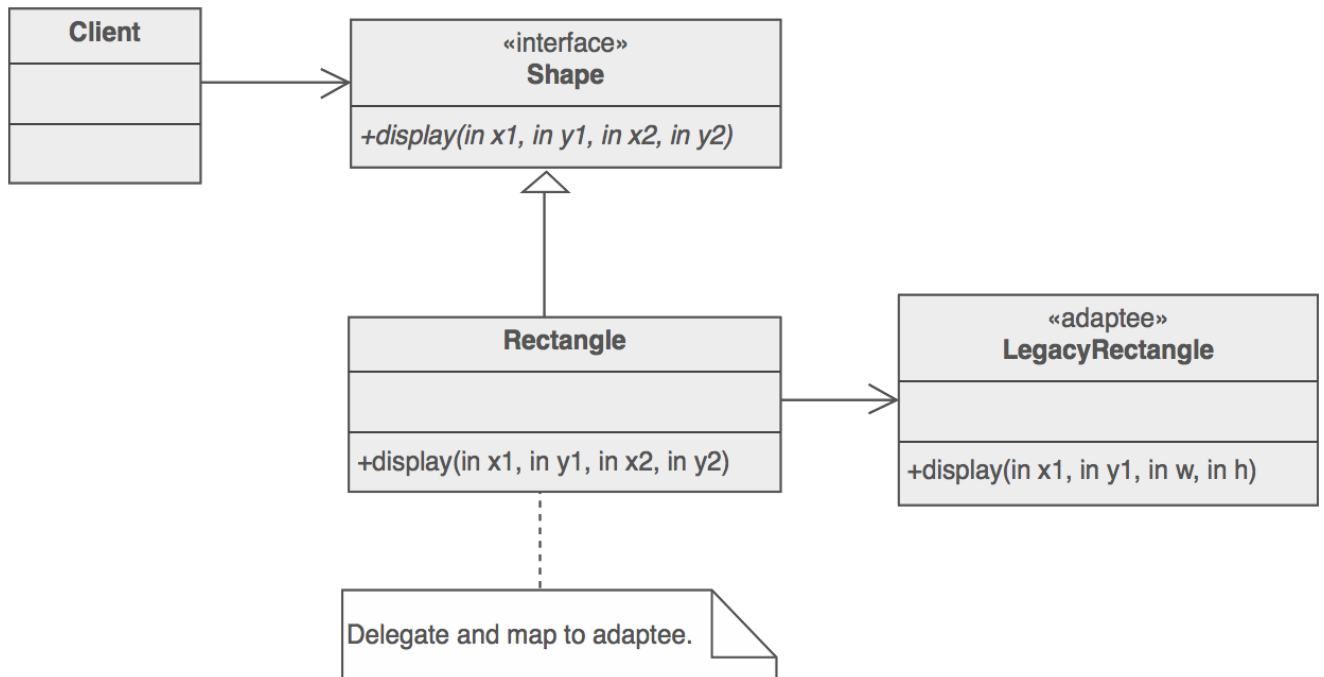 Client
«interface»
Shape
+display(in x1, in y1, in x2, in y2)
Rectangle
+display(in x1, in y1, in x2, in y2)
«adaptee»
LegacyRectangle
+display(in x1, in y1, in w, in h)
Delegate and map to adaptee.